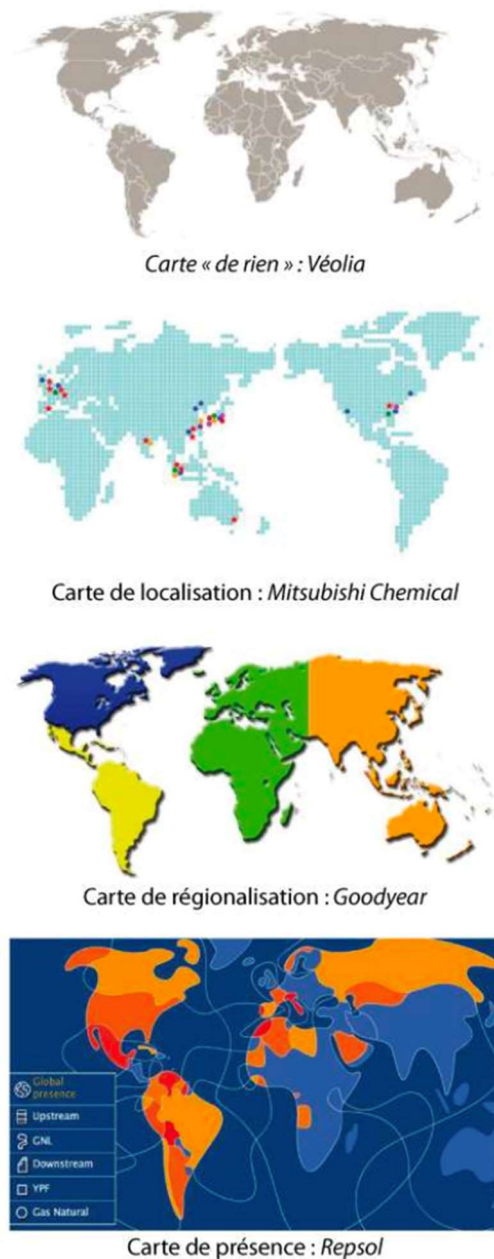 Carte « de rien » : Véolia
Carte de localisation : Mitsubishi Chemical
Carte de régionalisation : Goodyear
Global
presence
Upstream
GNL
Downstream
YPF
Gas Natural
Carte de présence : Repsol